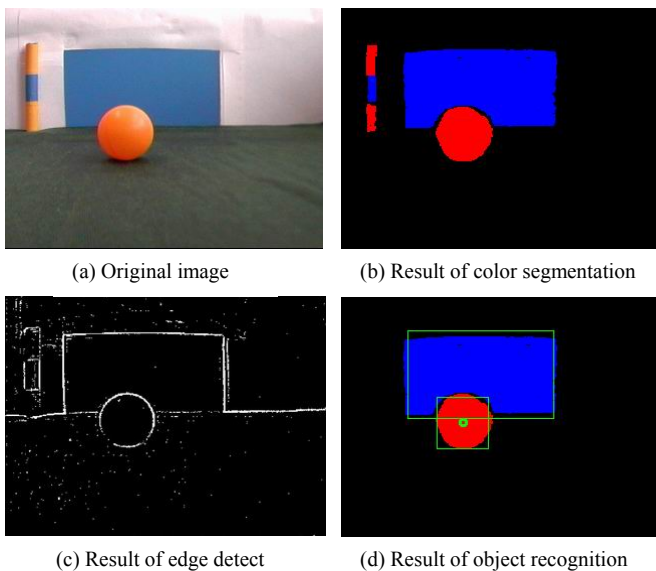 (a) Original image
(b) Result of color segmentation
(c) Result of edge detect
(d) Result of object recognition